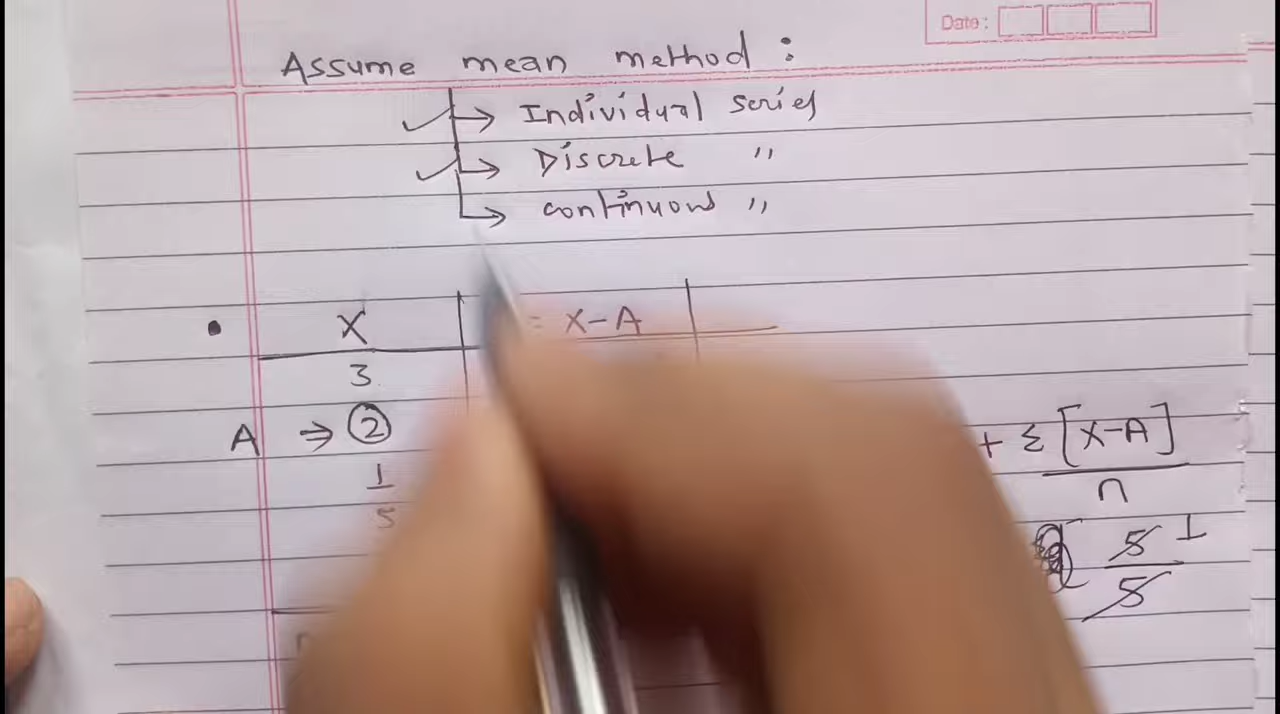 Date :
Assume mean method :
Individual series
Discrete "
continuous "
X
= X-A
3
A ⇒ 2
1
5
+ Σ [X-A]
n
5 1
5